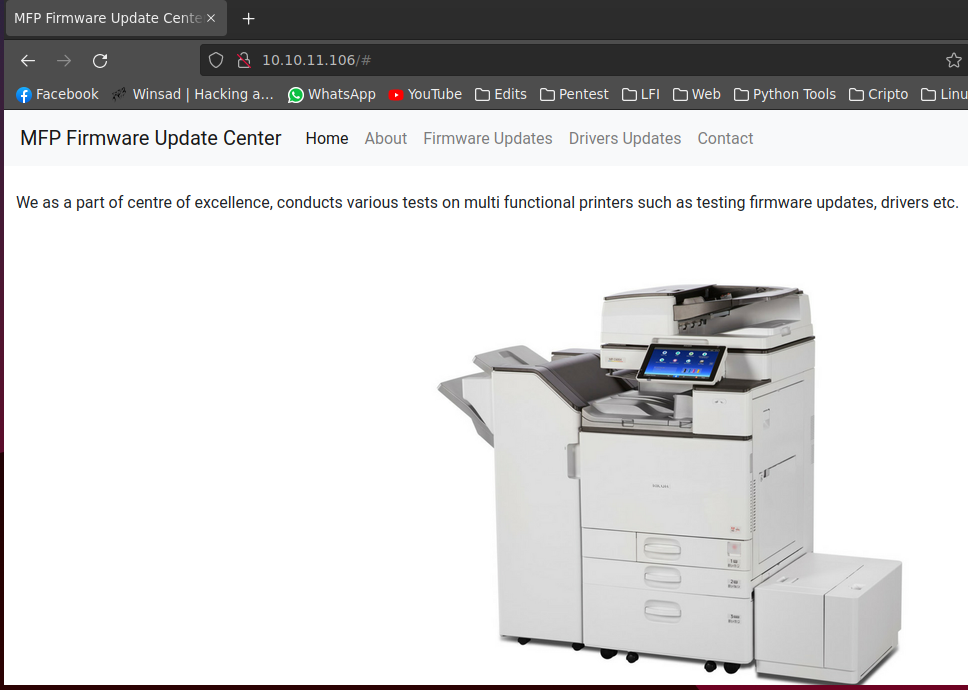 MFP Firmware Update Cente
10.10.11.106/#
Facebook Winsad | Hacking a... WhatsApp YouTube Edits Pentest LFI Web Python Tools Cripto Linu
MFP Firmware Update Center Home About Firmware Updates Drivers Updates Contact
We as a part of centre of excellence, conducts various tests on multi functional printers such as testing firmware updates, drivers etc.